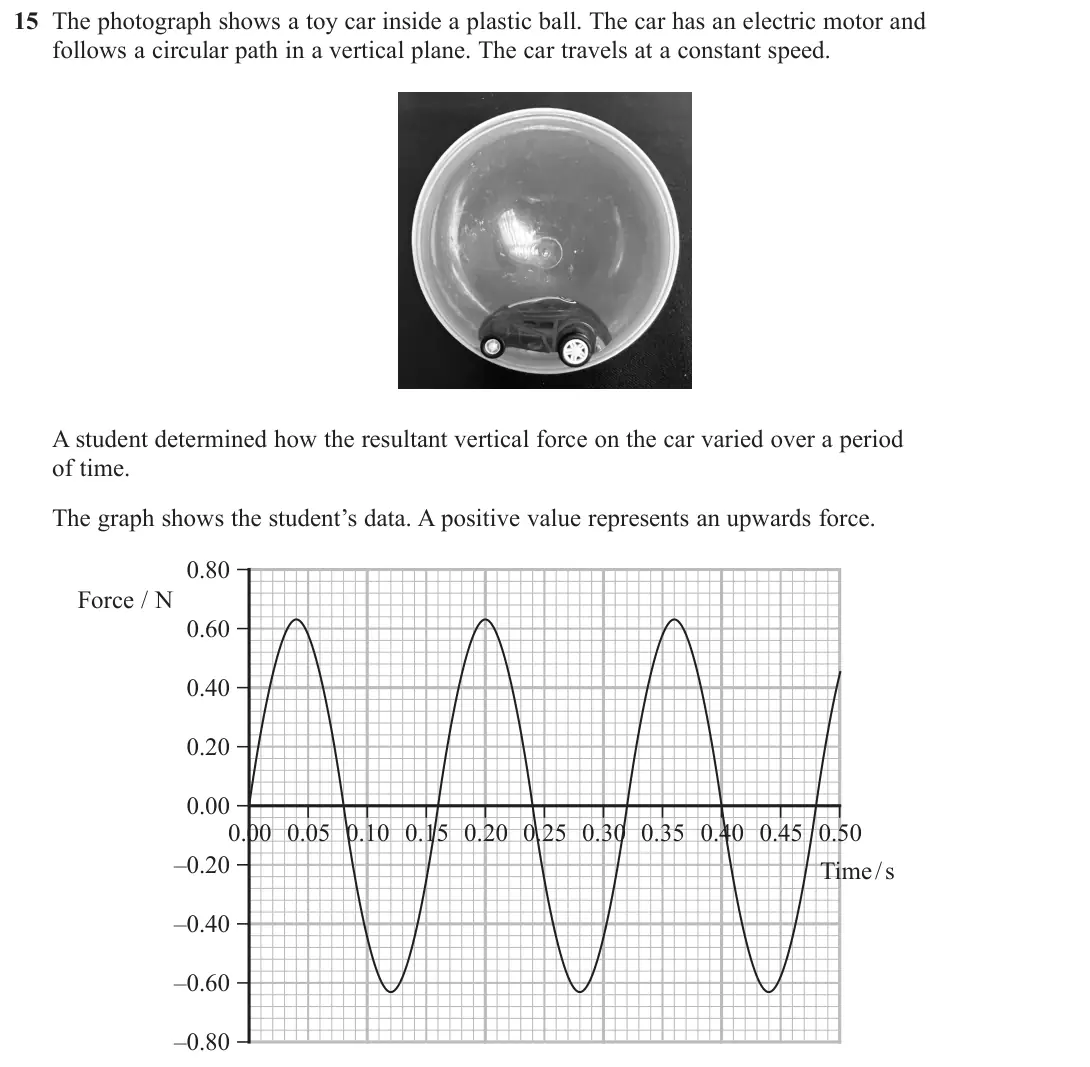 15 The photograph shows a toy car inside a plastic ball. The car has an electric motor and
follows a circular path in a vertical plane. The car travels at a constant speed.
A student determined how the resultant vertical force on the car varied over a period
of time.
The graph shows the student’s data. A positive value represents an upwards force.
0.80
Force / N
0.60
0.40
0.20
0.00
0.00 0.05 0.10 0.15 0.20 0.25 0.30 0.35 0.40 0.45 0.50
–0.20
Time / s
–0.40
–0.60
–0.80